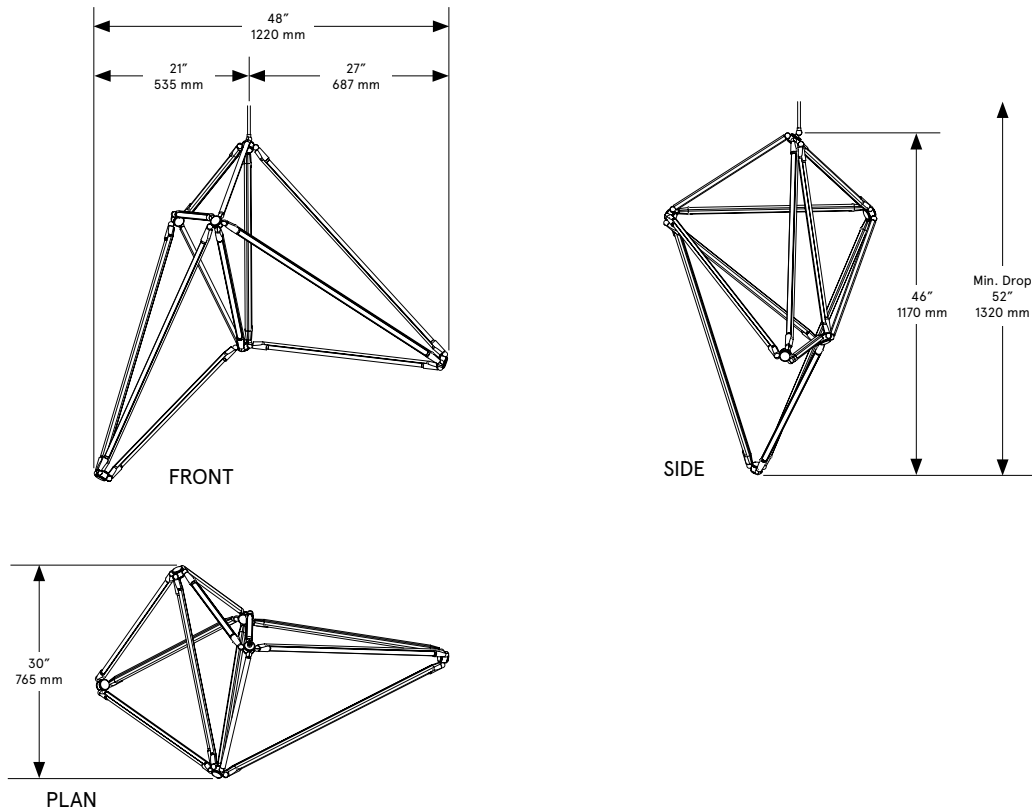 48”
1220 mm
21”
535 mm
27”
687 mm
FRONT
46”
1170 mm
Min. Drop
52”
1320 mm
SIDE
30”
765 mm
PLAN